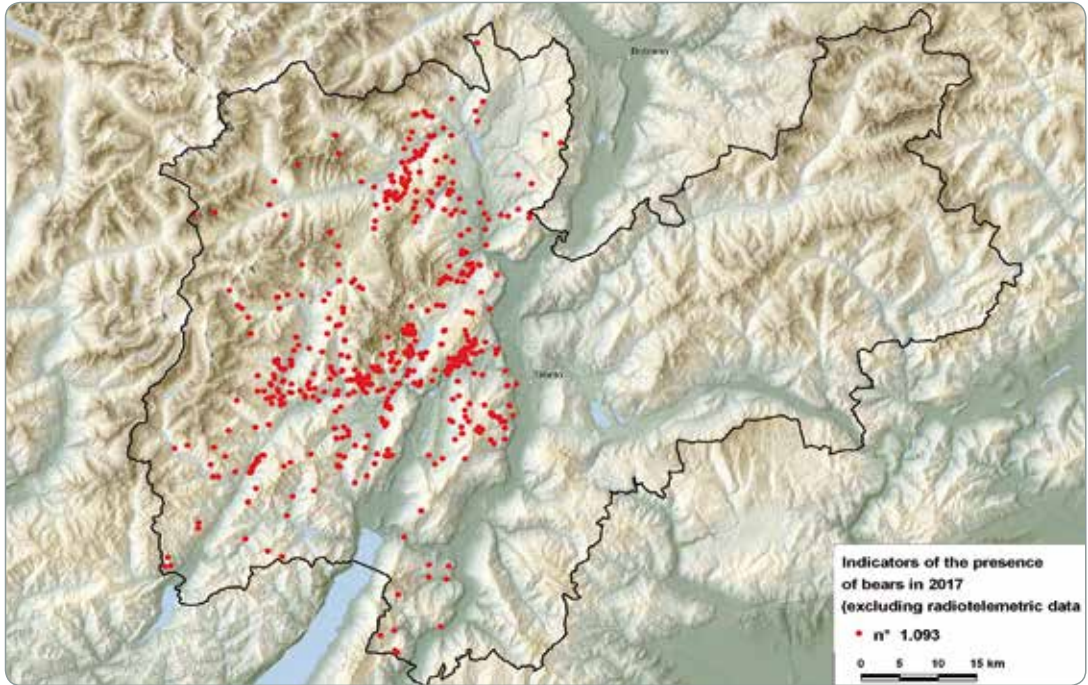 Bolzano
Trento
Indicators of the presence
of bears in 2017
(excluding radiotelemetric data
n° 1.093
0 5 10 15 km